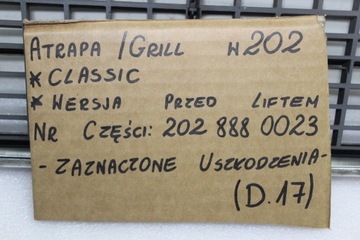 ATRAPA / GRILL W202
* CLASSIC
* WERSJA PRZED LIFTEM
NR CZĘŚCI: 202 888 0023
- ZAZNACZONE USZKODZENIA -
(D.17)